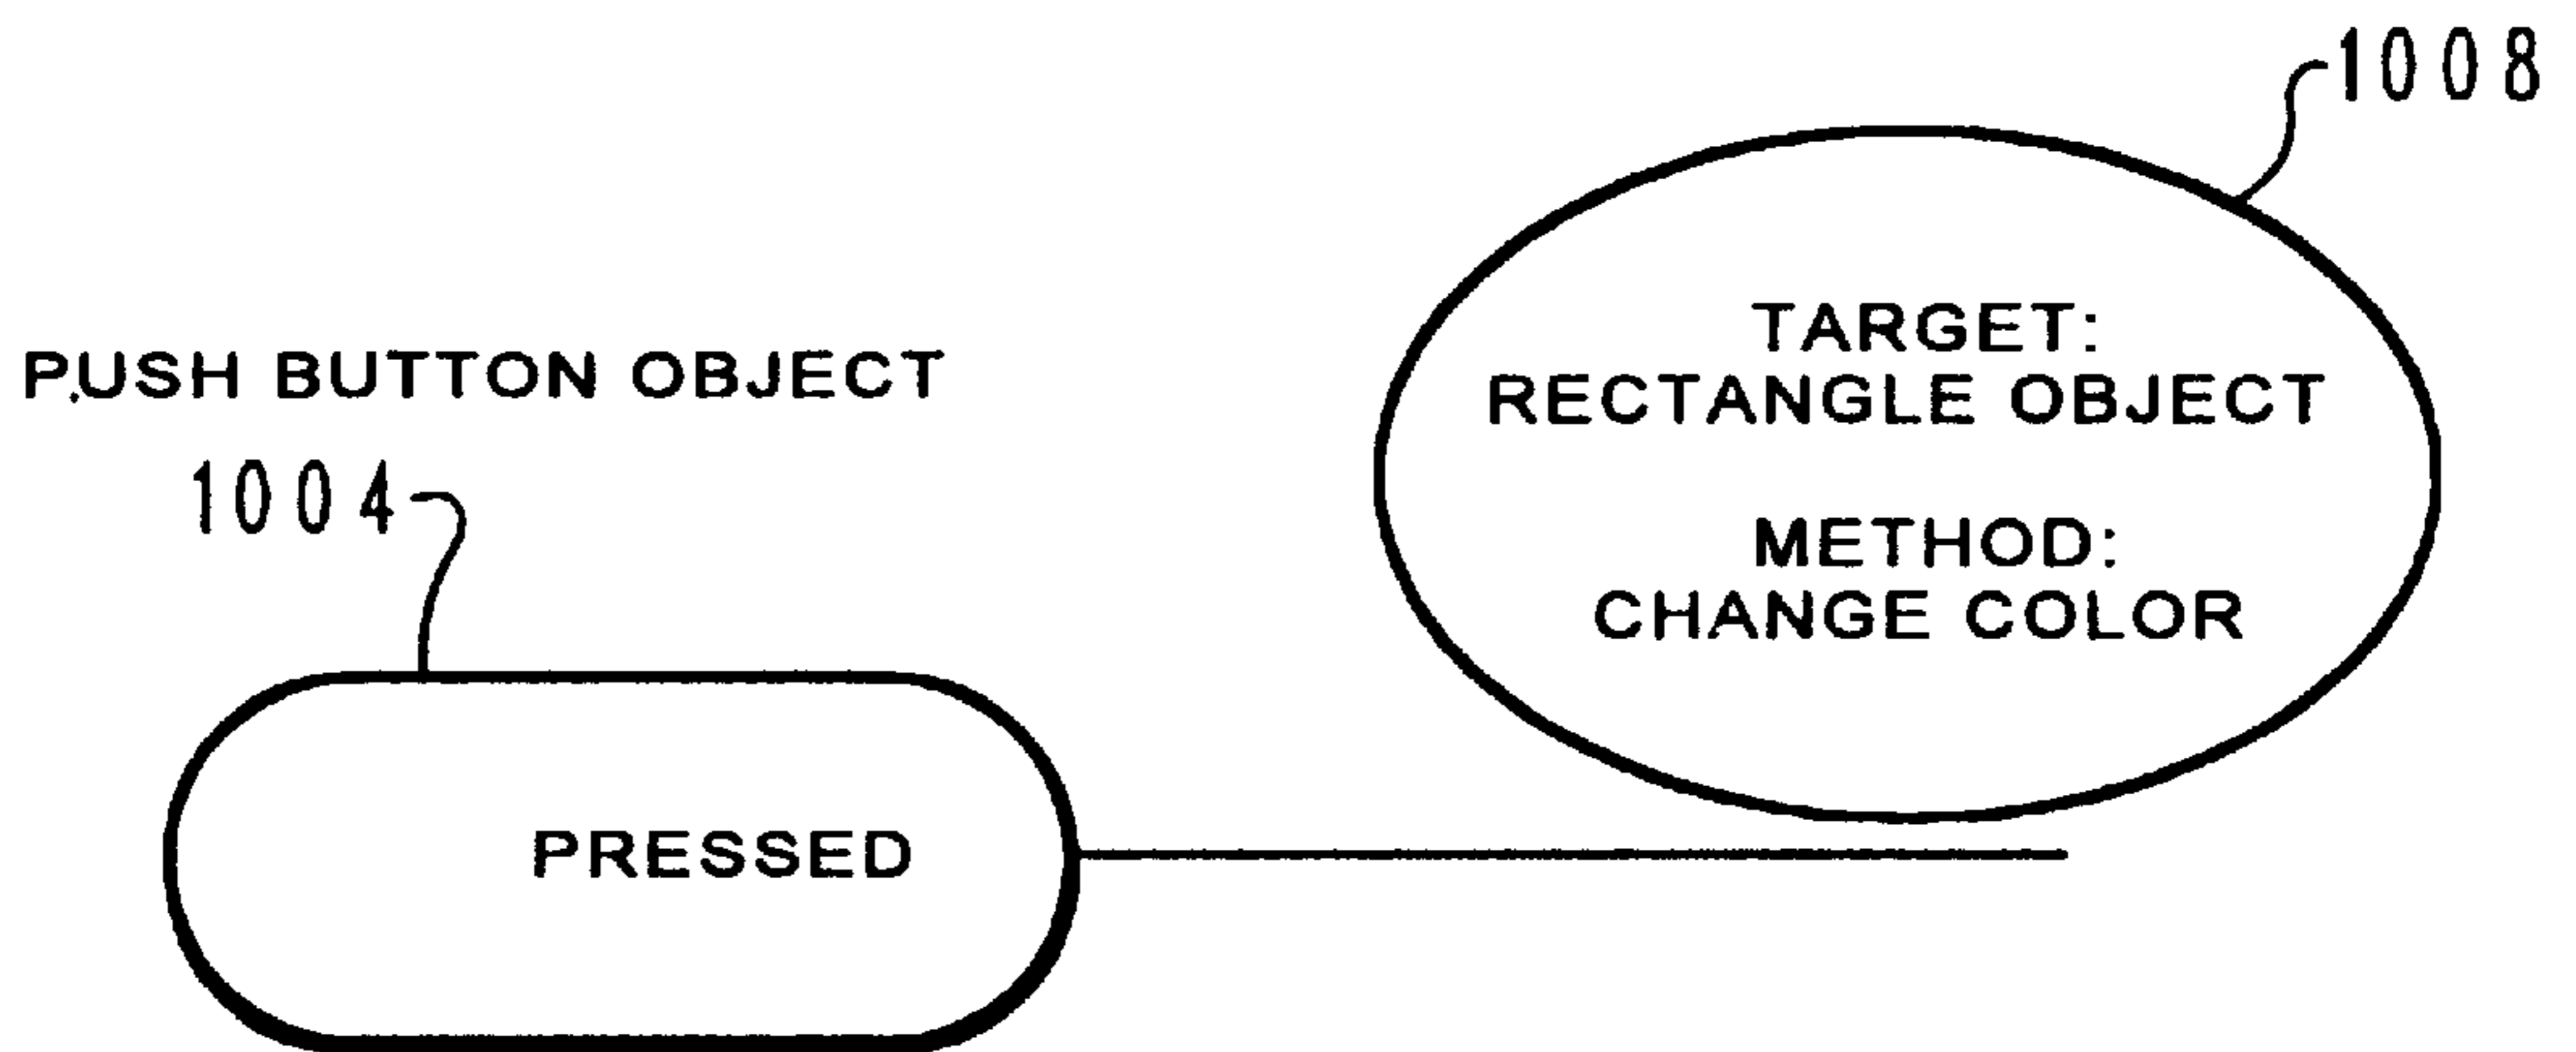 1008
TARGET:
RECTANGLE OBJECT
METHOD:
CHANGE COLOR
PUSH BUTTON OBJECT
1004
PRESSED